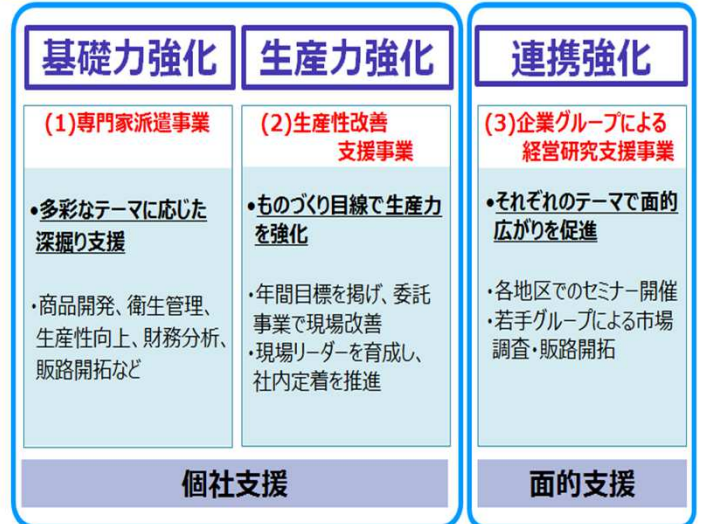 基礎力強化
(1)専門家派遣事業
•多彩なテーマに応じた
深掘り支援
・商品開発、衛生管理、
生産性向上、財務分析、
販路開拓など
生産力強化
(2)生産性改善
支援事業
•ものづくり目線で生産力
を強化
・年間目標を掲げ、委託
事業で現場改善
・現場リーダーを育成し、
社内定着を推進
個社支援
連携強化
(3)企業グループによる
経営研究支援事業
•それぞれのテーマで面的
広がりを促進
・各地区でのセミナー開催
・若手グループによる市場
調査・販路開拓
面的支援